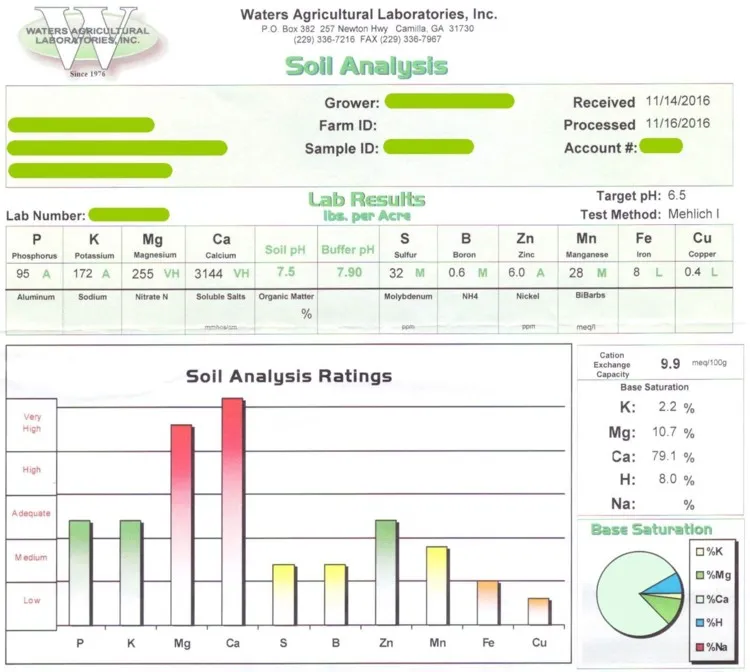 WATERS AGRICULTURAL
LABORATORIES, INC.
Since 1976
Waters Agricultural Laboratories, Inc.
P.O. Box 382 257 Newton Hwy Camilla, GA 31730
(229) 336-7216 FAX (229) 336-7967
Soil Analysis
Grower:
Farm ID:
Sample ID:
Received 11/14/2016
Processed 11/16/2016
Account #:
Lab Number:
Lab Results
lbs. per Acre
Target pH: 6.5
Test Method: Mehlich I
P K Mg Ca Soil pH Buffer pH S B Zn Mn Fe Cu
Phosphorus Potassium Magnesium Calcium Sulfur Boron Zinc Manganese Iron Copper
95 A 172 A 255 VH 3144 VH 7.5 7.90 32 M 0.6 M 6.0 A 28 M 8 L 0.4 L
Aluminum Sodium Nitrate N Soluble Salts Organic Matter Molybdenum NH4 Nickel BiBarbs
%
mmhos/cm ppm ppm meq/l
Soil Analysis Ratings
Very
High
High
Adequate
Medium
Low
P K Mg Ca S B Zn Mn Fe Cu
Cation
Exchange
Capacity
9.9 meq/100g
Base Saturation
K: 2.2 %
Mg: 10.7 %
Ca: 79.1 %
H: 8.0 %
Na: %
Base Saturation
%K
%Mg
%Ca
%H
%Na